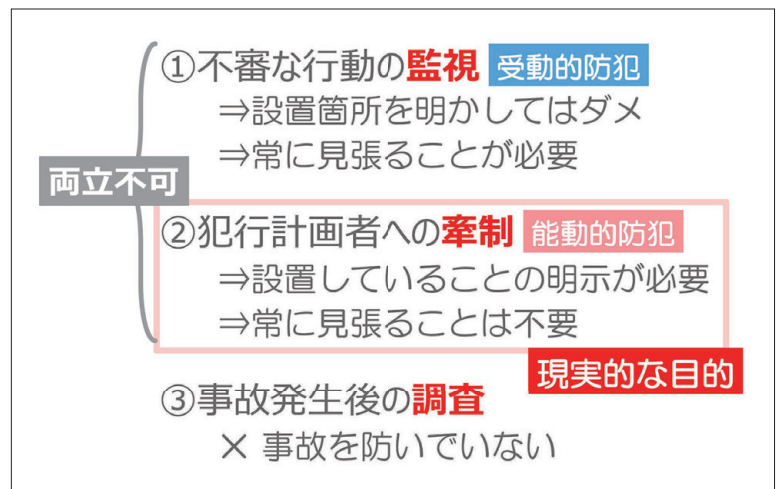 ①不審な行動の監視 受動的防犯
⇒設置箇所を明かしてはダメ
⇒常に見張ることが必要
両立不可
②犯行計画者への牽制 能動的防犯
⇒設置していることの明示が必要
⇒常に見張ることは不要
現実的な目的
③事故発生後の調査
× 事故を防いでいない